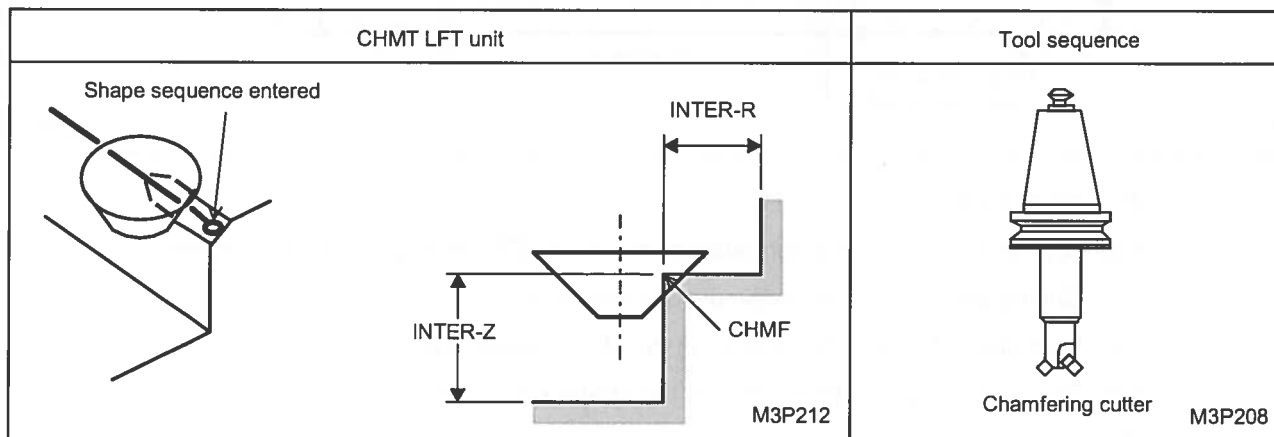 CHMT LFT unit
Tool sequence
Shape sequence entered
INTER-R
INTER-Z
CHMF
M3P212
Chamfering cutter
M3P208